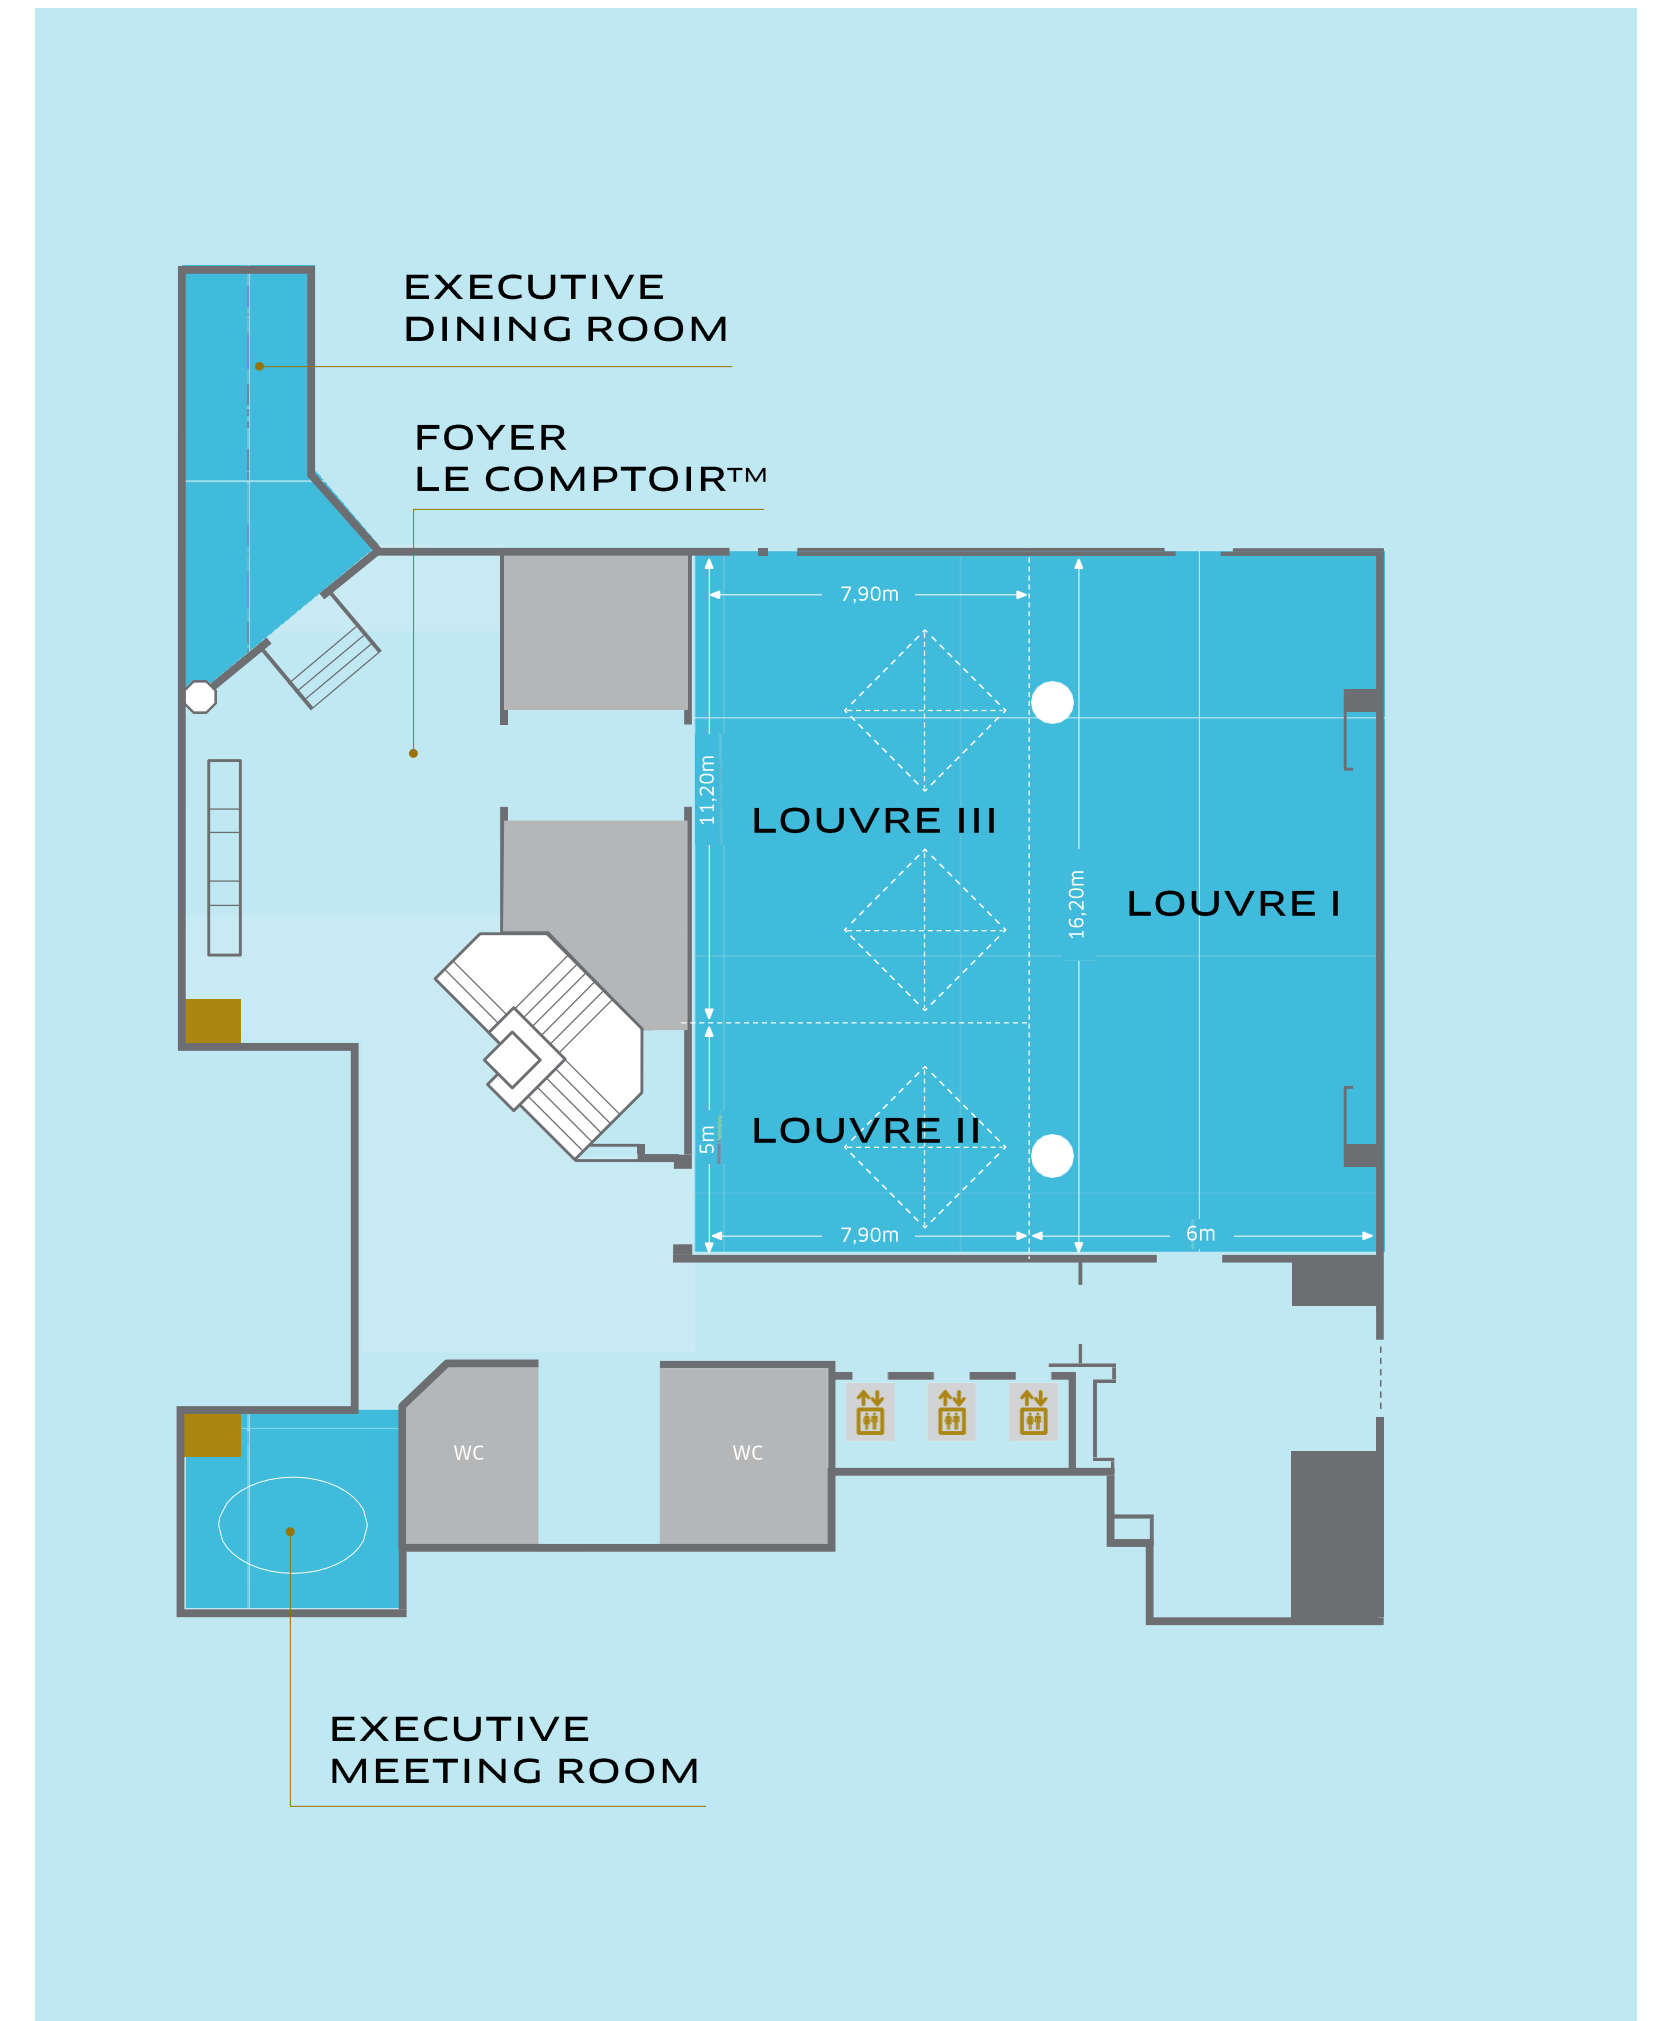 EXECUTIVE
DINING ROOM
FOYER
LE COMPTOIR™
7,90m
11,20m
LOUVRE III
16,20m
LOUVRE I
5m
LOUVRE II
7,90m
6m
WC
WC
EXECUTIVE
MEETING ROOM